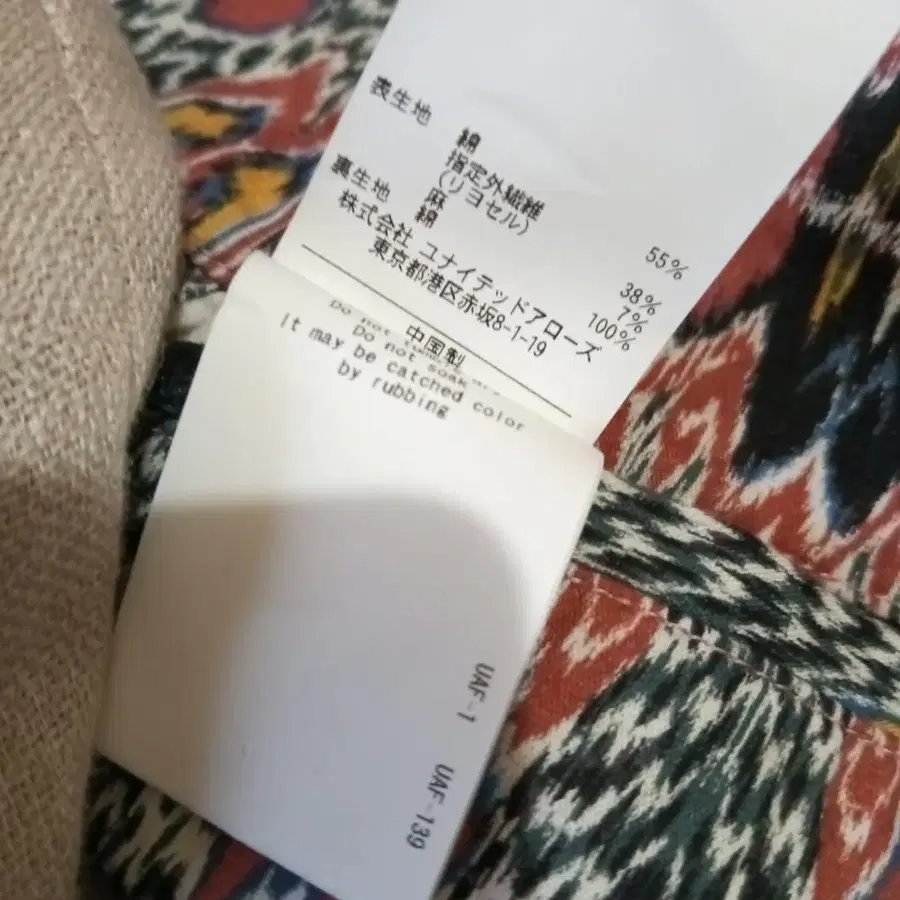 表生地
綿 55%
指定外繊維
(リヨセル) 38%
麻 7%
裏生地 綿 100%
株式会社 ユナイテッドアローズ
東京都港区赤坂8-1-19
中国製
Do not
Do not soak
It may be catched color
by rubbing
UAF-1 UAF-139